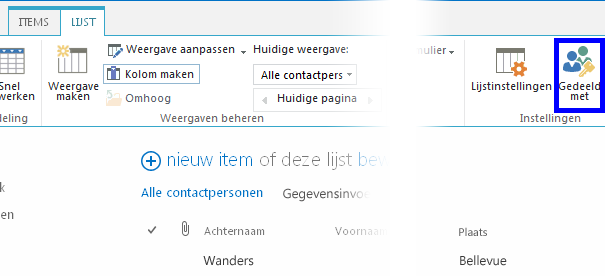 ITEMS LIJST
Snel
werken
Weergave
maken
Weergave aanpassen
Kolom maken
Omhoog
Huidige weergave:
Alle contactpers
Huidige pagina
mulier
Lijstinstellingen
Gedeeld
met
deling
Weergaven beheren
Instellingen
nieuw item of deze lijst bew
Alle contactpersonen Gegevensinvoe
k
en
Achternaam Voornaam Plaats
Wanders Bellevue